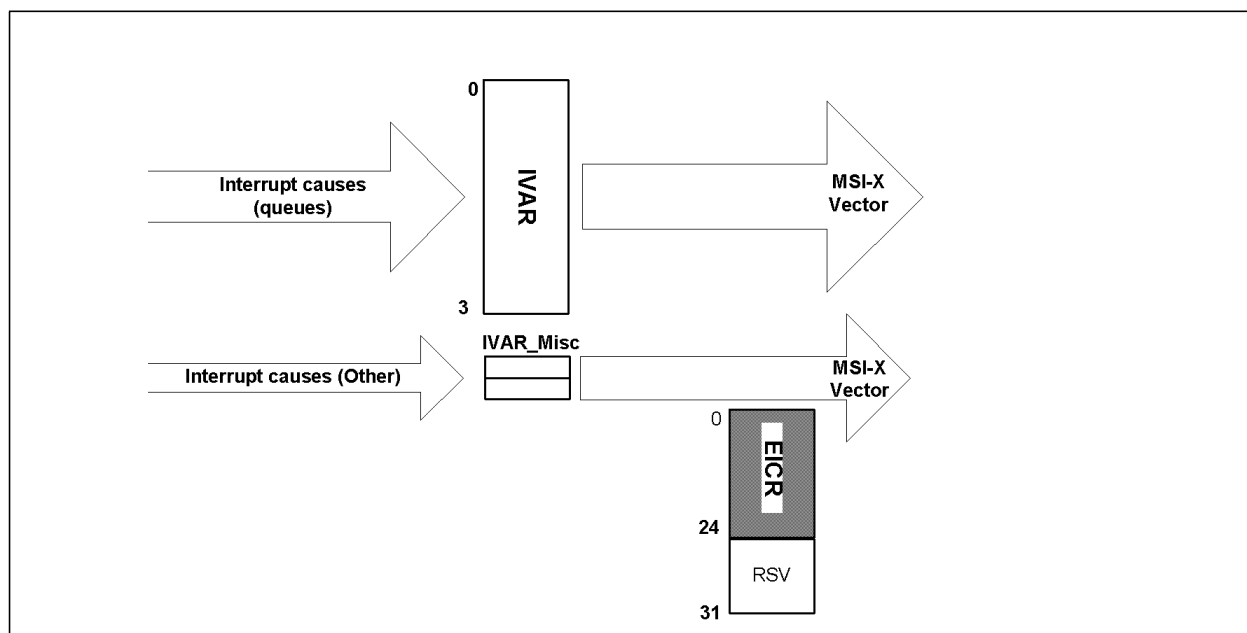 0
Interrupt causes
(queues)
IVAR
MSI-X
Vector
3
IVAR_Misc
Interrupt causes (Other)
MSI-X
Vector
0
EICR
24
RSV
31